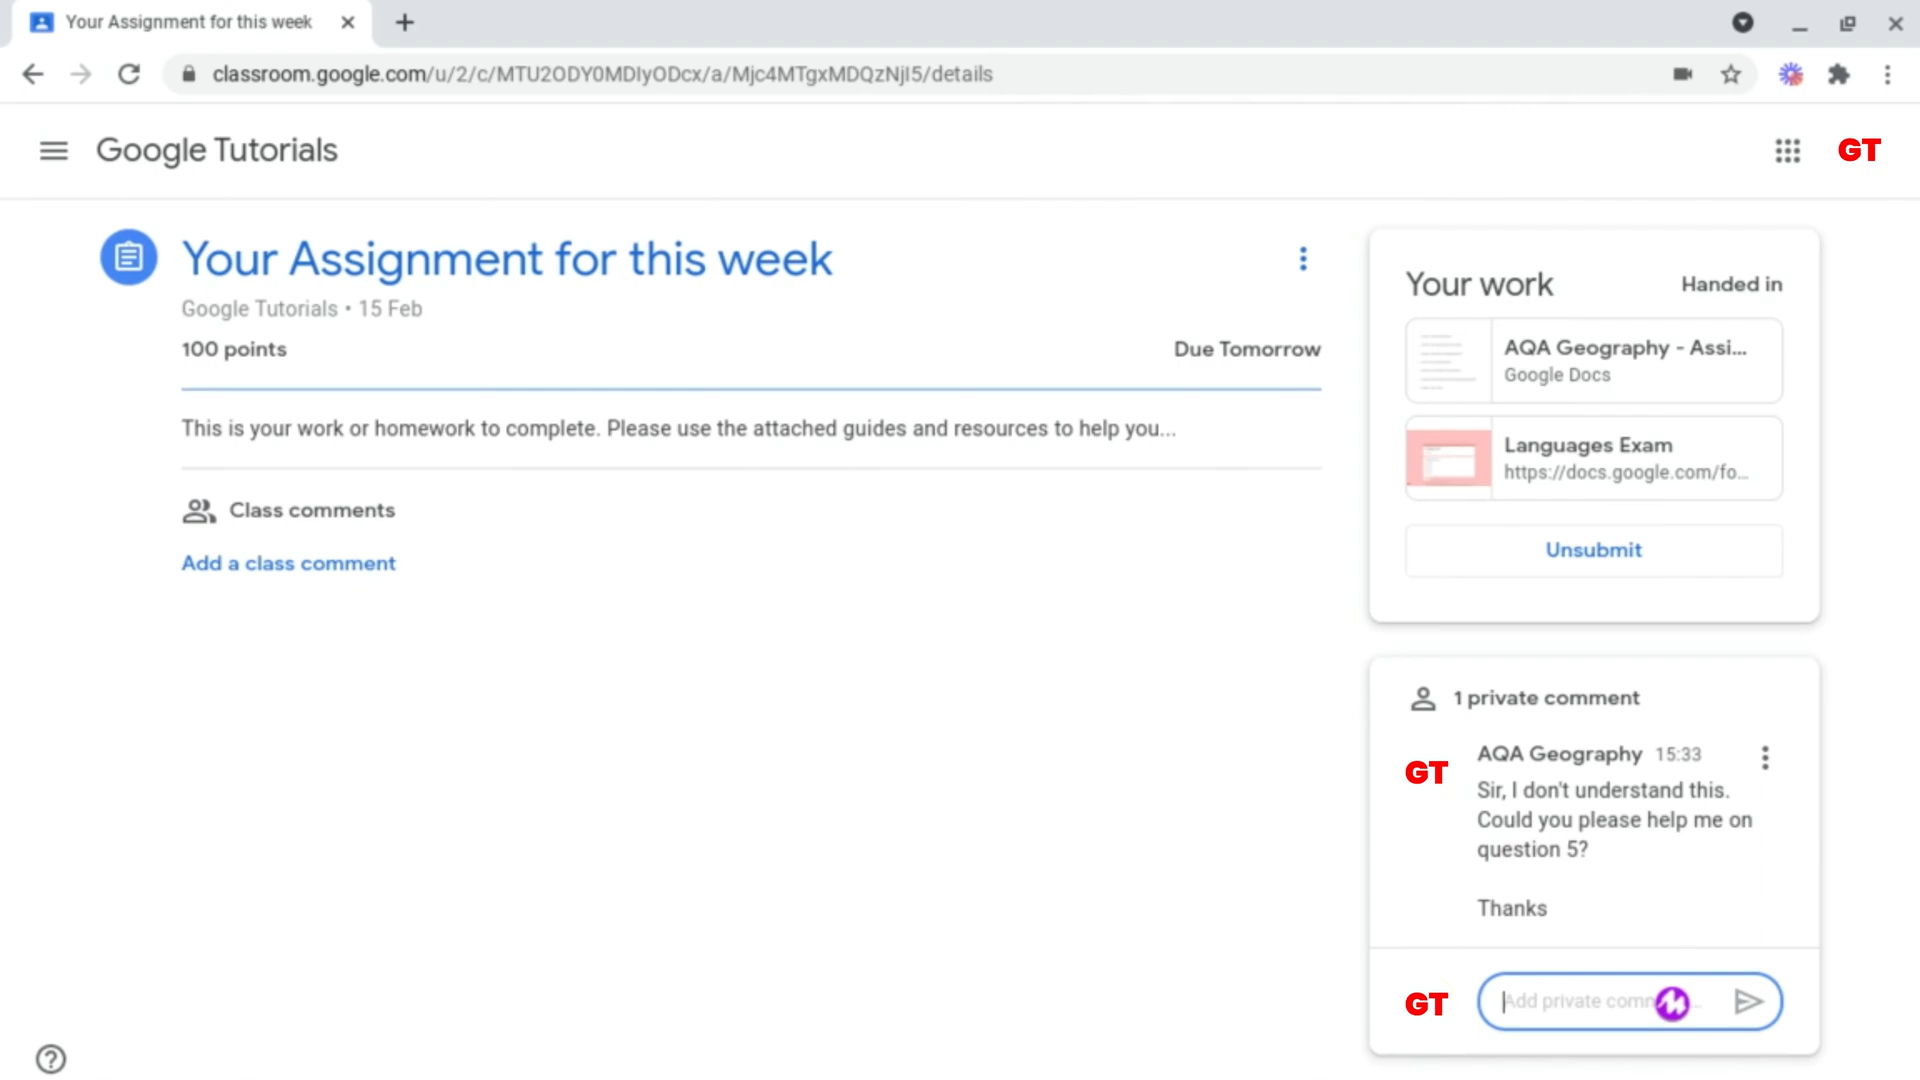 Your Assignment for this week
classroom.google.com/u/2/c/MTU2ODY0MDIyODcx/a/Mjc4MTgxMDQzNjI5/details
Google Tutorials
GT
Your Assignment for this week
Google Tutorials • 15 Feb
100 points
Due Tomorrow
This is your work or homework to complete. Please use the attached guides and resources to help you...
Class comments
Add a class comment
Your work
Handed in
AQA Geography - Assi...
Google Docs
Languages Exam
https://docs.google.com/fo...
Unsubmit
1 private comment
GT
AQA Geography 15:33
Sir, I don't understand this.
Could you please help me on
question 5?
Thanks
GT
Add private comm...